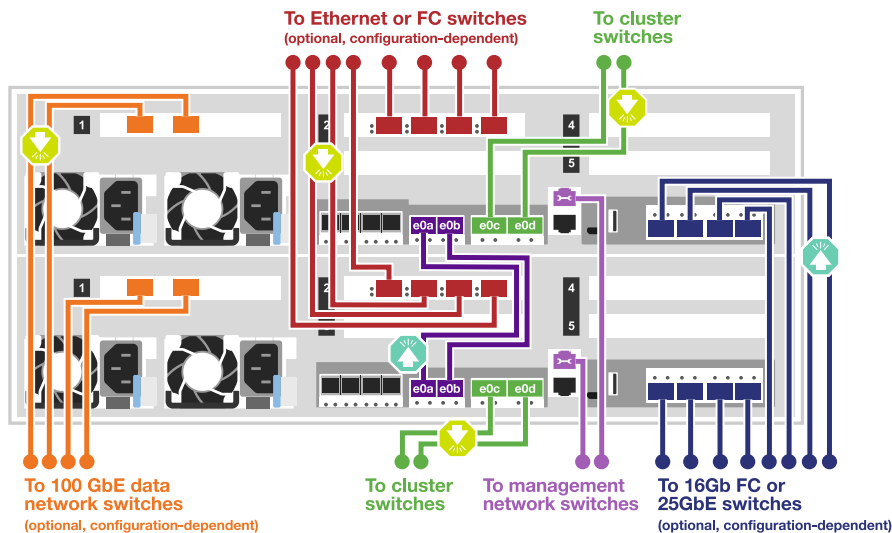 To Ethernet or FC switches
(optional, configuration-dependent)
To cluster
switches
1
2
4
5
e0a e0b
e0c e0d
1
2
4
5
e0a e0b
e0c e0d
To 100 GbE data
network switches
(optional, configuration-dependent)
To cluster
switches
To management
network switches
To 16Gb FC or
25GbE switches
(optional, configuration-dependent)